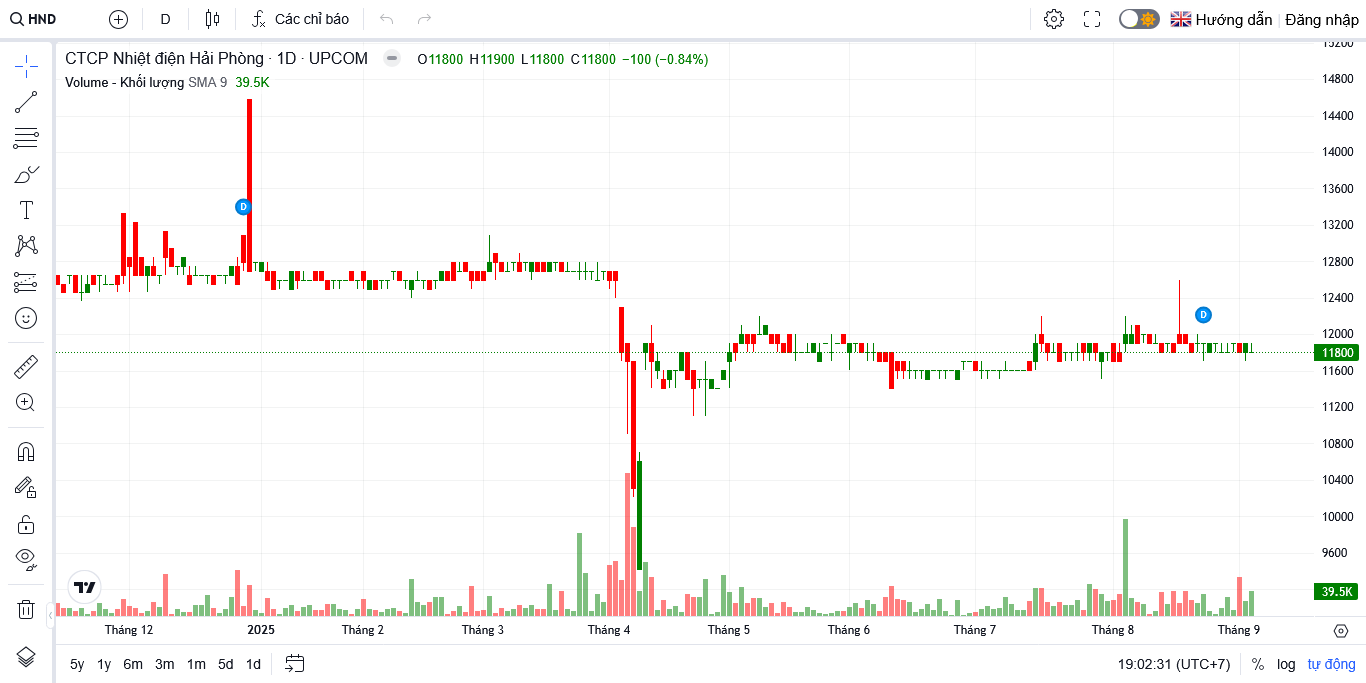 HND D Các chỉ báo Hướng dẫn Đăng nhập
CTCP Nhiệt điện Hải Phòng · 1D · UPCOM O11800 H11900 L11800 C11800 −100 (−0.84%)
Volume - Khối lượng SMA 9 39.5K
15200
14800
14400
14000
13600
13200
12800
12400
12000
11800
11600
11200
10800
10400
10000
9600
39.5K
D
D
Tháng 12 2025 Tháng 2 Tháng 3 Tháng 4 Tháng 5 Tháng 6 Tháng 7 Tháng 8 Tháng 9
5y 1y 6m 3m 1m 5d 1d 19:02:31 (UTC+7) % log tự động